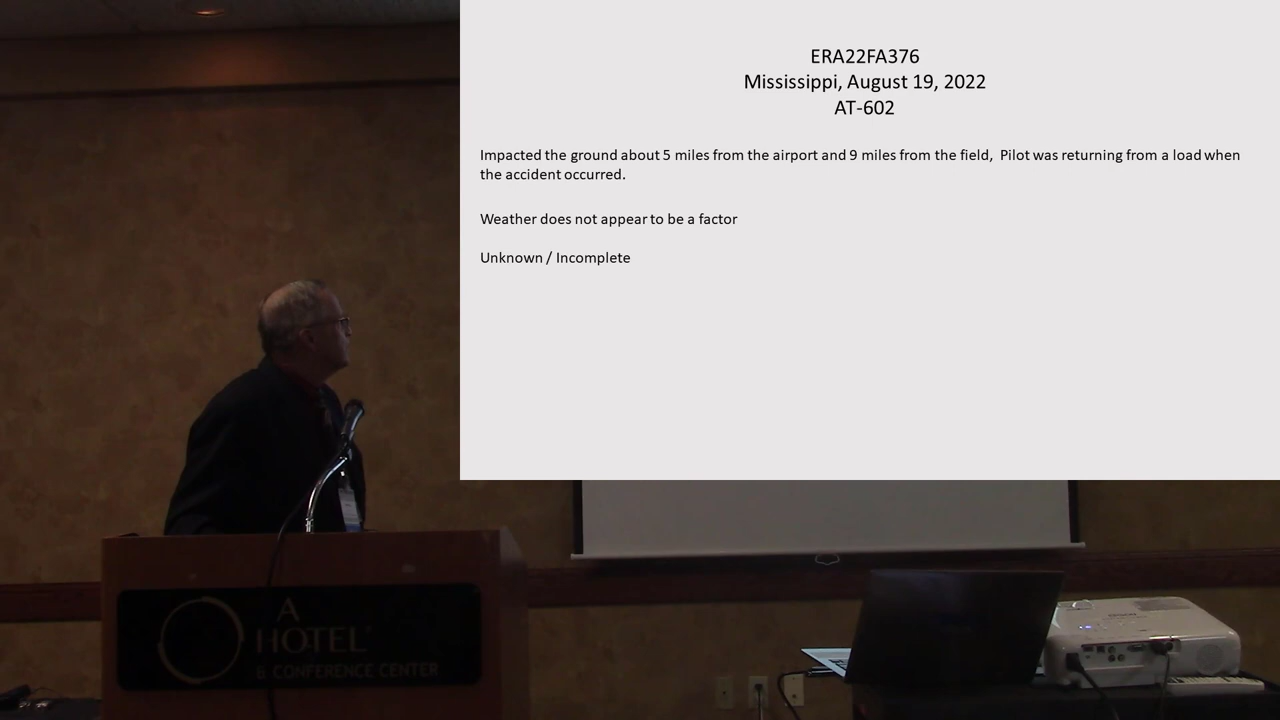 ERA22FA376
Mississippi, August 19, 2022
AT-602
Impacted the ground about 5 miles from the airport and 9 miles from the field,  Pilot was returning from a load when
the accident occurred.
Weather does not appear to be a factor
Unknown / Incomplete
A
HOTEL
& CONFERENCE CENTER